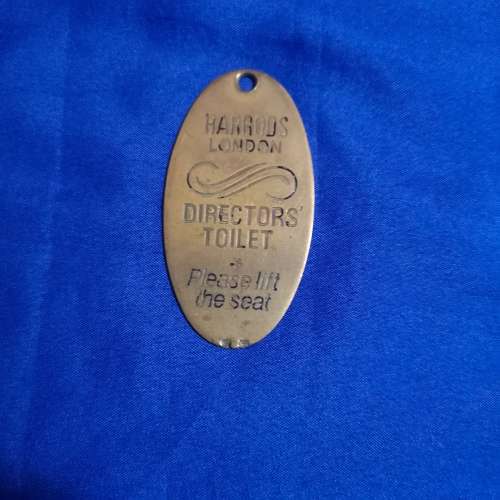 HARRODS
LONDON
DIRECTORS'
TOILET
Please lift
the seat